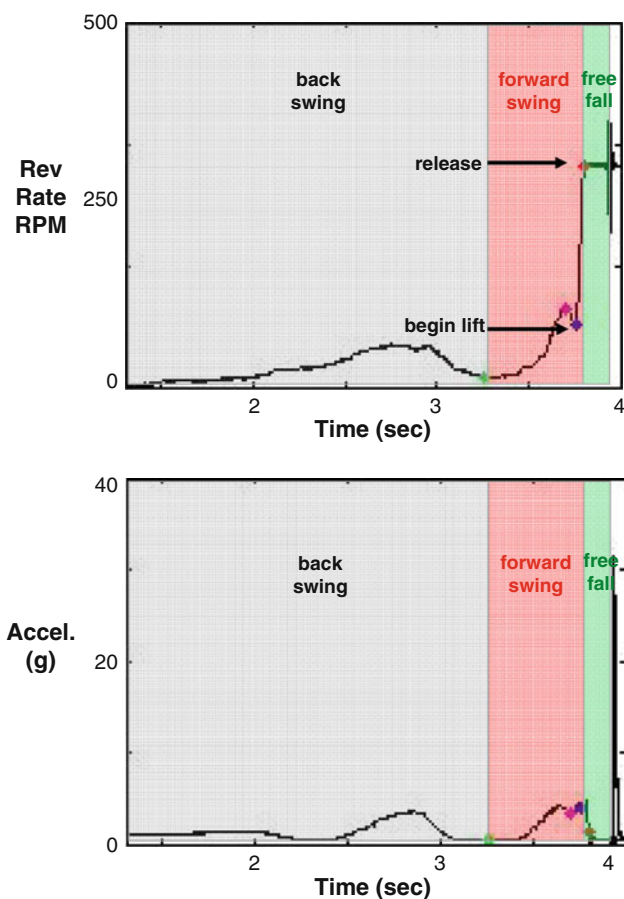 500
back
swing
forward
swing
free
fall
Rev
Rate
RPM
release
250
begin lift
0
2
3
4
Time (sec)
40
back
swing
forward
swing
free
fall
Accel.
(g)
20
0
2
3
4
Time (sec)